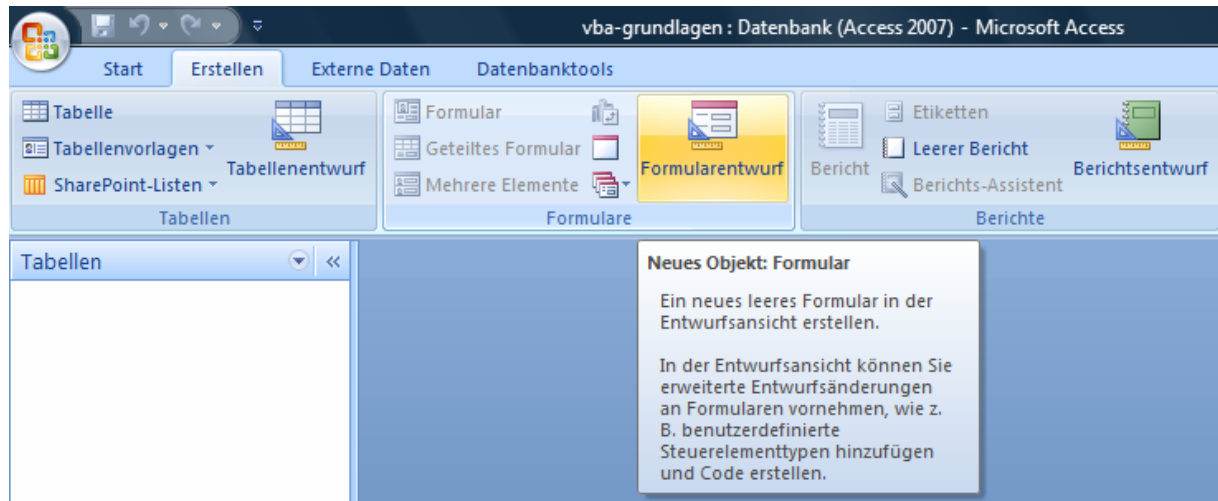 vba-grundlagen : Datenbank (Access 2007) - Microsoft Access
Start Erstellen Externe Daten Datenbanktools
Tabelle
Tabellenvorlagen
SharePoint-Listen
Tabellenentwurf
Tabellen
Formular
Geteiltes Formular
Mehrere Elemente
Formularentwurf
Formulare
Bericht
Etiketten
Leerer Bericht
Berichts-Assistent
Berichtsentwurf
Berichte
Tabellen
Neues Objekt: Formular
Ein neues leeres Formular in der
Entwurfsansicht erstellen.
In der Entwurfsansicht können Sie
erweiterte Entwurfsänderungen
an Formularen vornehmen, wie z.
B. benutzerdefinierte
Steuerelementtypen hinzufügen
und Code erstellen.